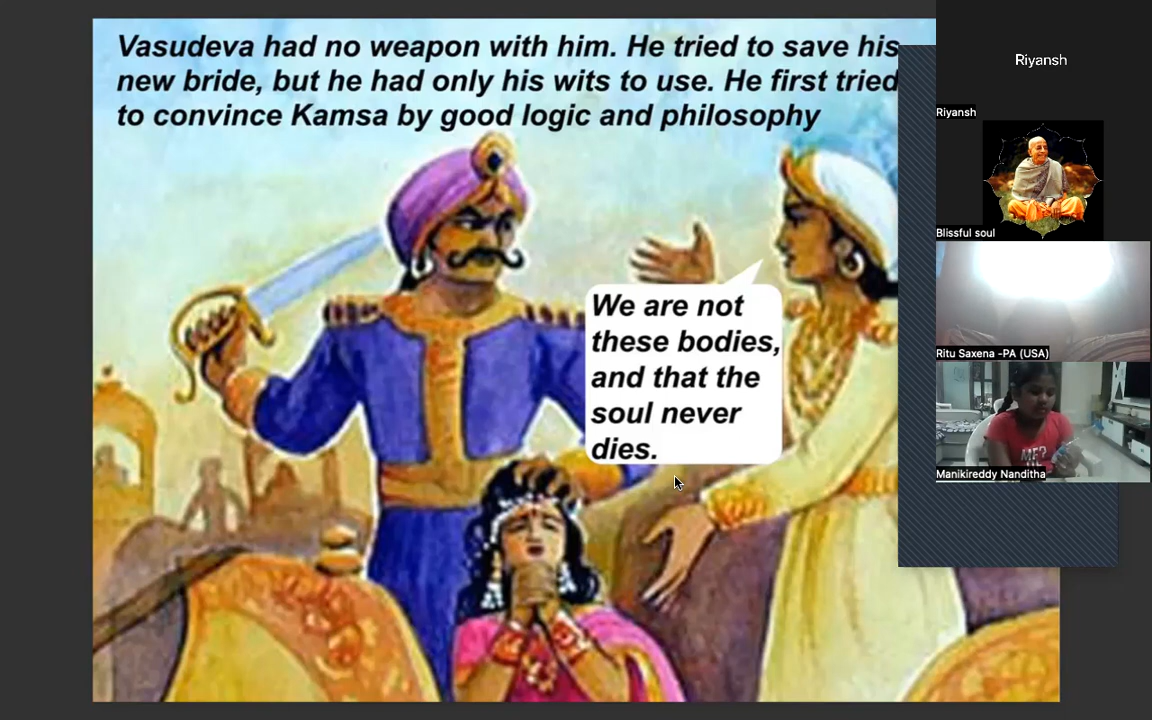 Vasudeva had no weapon with him. He tried to save his
new bride, but he had only his wits to use. He first tried
to convince Kamsa by good logic and philosophy
We are not
these bodies,
and that the
soul never
dies.
Riyansh
Riyansh
Blissful soul
Ritu Saxena -PA (USA)
ME?
Manikireddy Nanditha